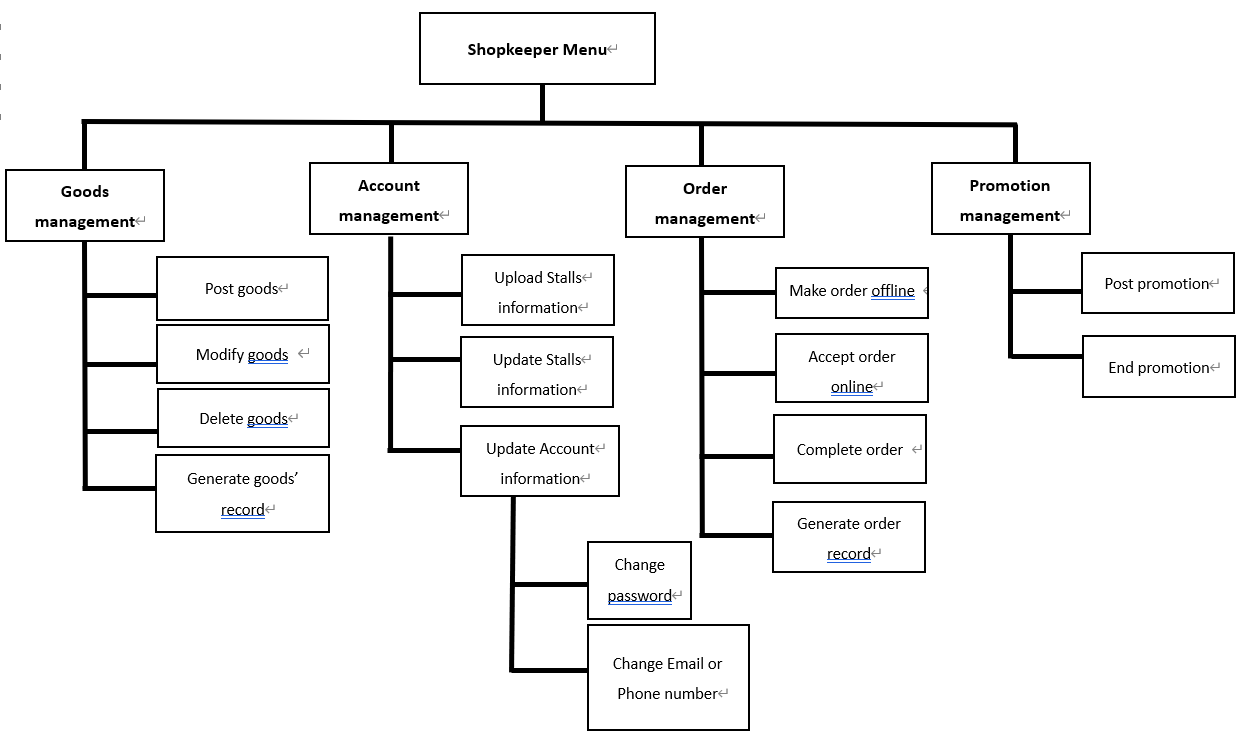 Shopkeeper Menu
Goods
management
Post goods
Modify goods
Delete goods
Generate goods’
record
Account
management
Upload Stalls
information
Update Stalls
information
Update Account
information
Change
password
Change Email or
Phone number
Order
management
Make order offline
Accept order
online
Complete order
Generate order
record
Promotion
management
Post promotion
End promotion